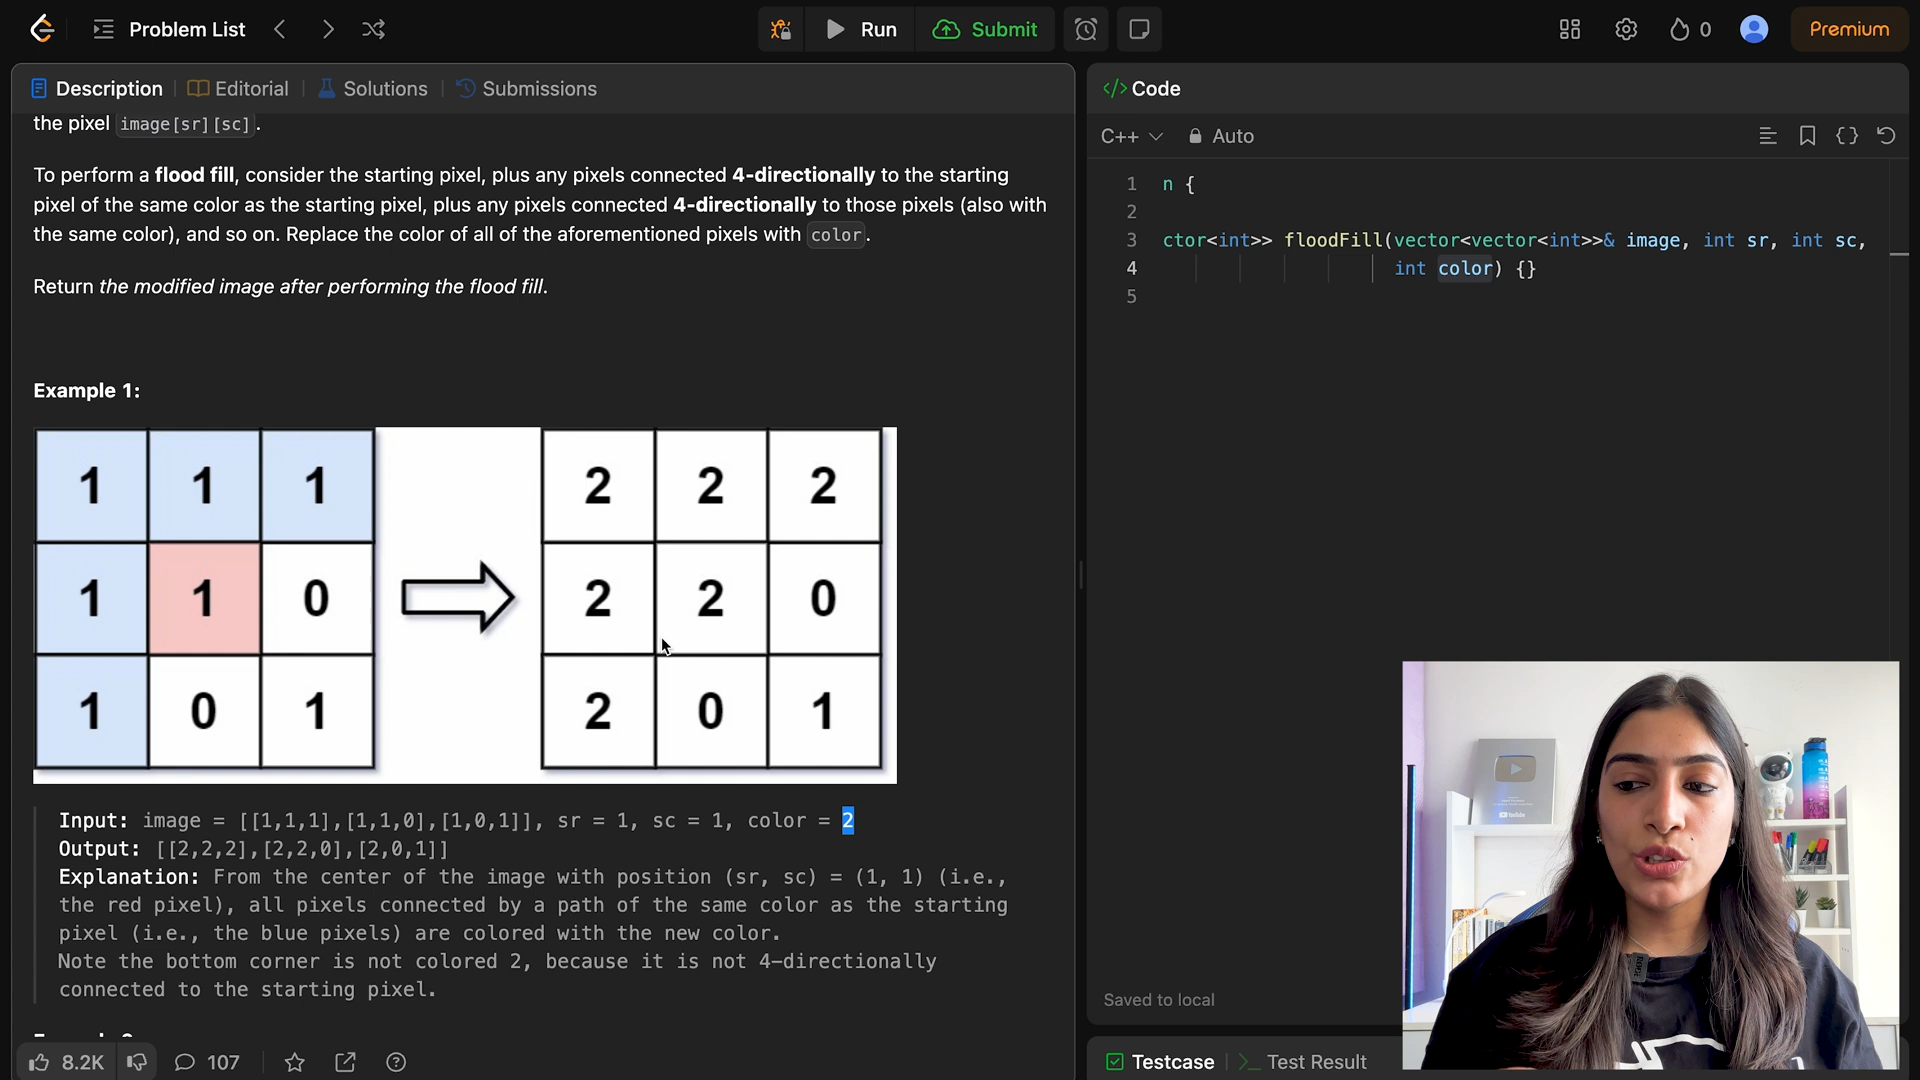 Problem List
Run
Submit
0
Premium
Description
Editorial
Solutions
Submissions
the pixel image[sr][sc].
To perform a flood fill, consider the starting pixel, plus any pixels connected 4-directionally to the starting
pixel of the same color as the starting pixel, plus any pixels connected 4-directionally to those pixels (also with
the same color), and so on. Replace the color of all of the aforementioned pixels with color.
Return the modified image after performing the flood fill.
Example 1:
1 1 1 2 2 2
1 1 0 2 2 0
1 0 1 2 0 1
Input: image = [[1,1,1],[1,1,0],[1,0,1]], sr = 1, sc = 1, color = 2
Output: [[2,2,2],[2,2,0],[2,0,1]]
Explanation: From the center of the image with position (sr, sc) = (1, 1) (i.e.,
the red pixel), all pixels connected by a path of the same color as the starting
pixel (i.e., the blue pixels) are colored with the new color.
Note the bottom corner is not colored 2, because it is not 4-directionally
connected to the starting pixel.
8.2K
107
</> Code
C++
Auto
1 n {
2
3 ctor<int>> floodFill(vector<vector<int>>& image, int sr, int sc,
4 int color) {}
5
Saved to local
Testcase
Test Result
YouTube